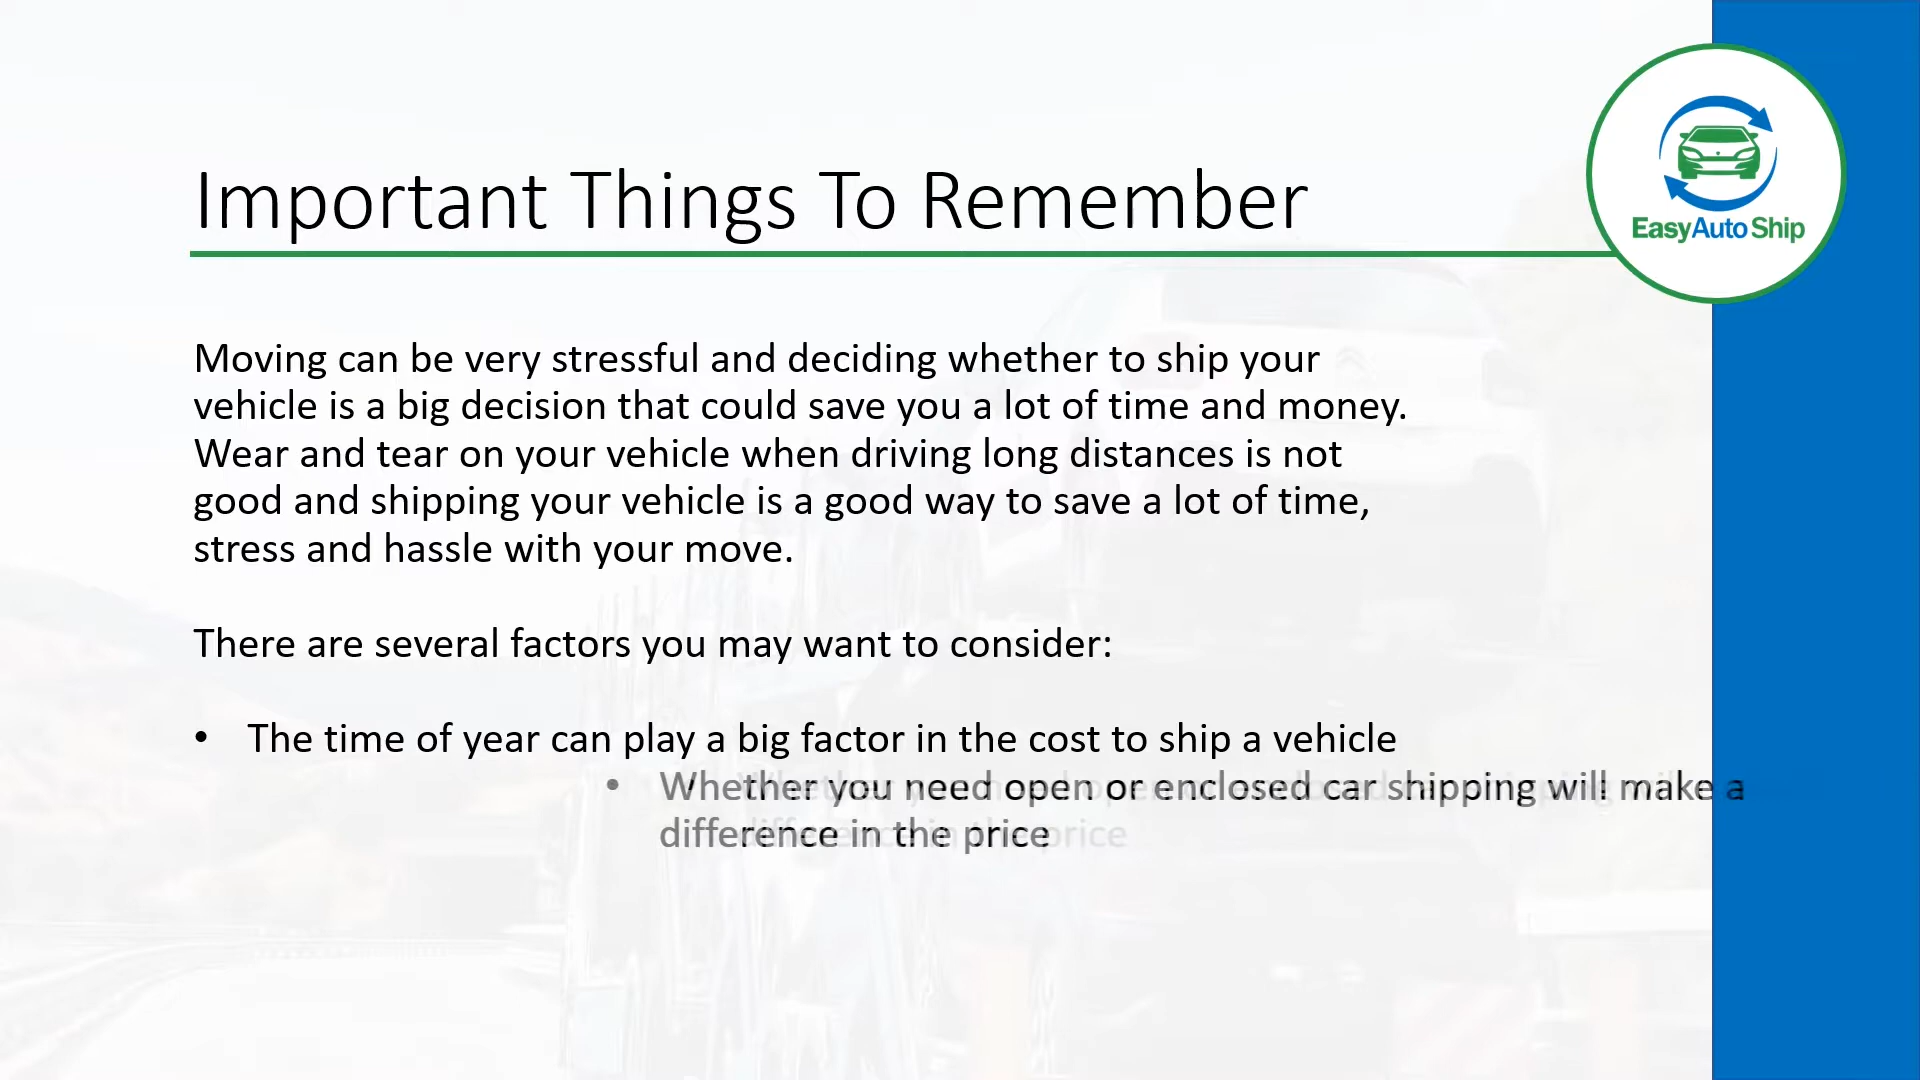 Important Things To Remember
EasyAuto Ship
Moving can be very stressful and deciding whether to ship your
vehicle is a big decision that could save you a lot of time and money.
Wear and tear on your vehicle when driving long distances is not
good and shipping your vehicle is a good way to save a lot of time,
stress and hassle with your move.
There are several factors you may want to consider:
• The time of year can play a big factor in the cost to ship a vehicle
• Whether you need open or enclosed car shipping will make a
difference in the price